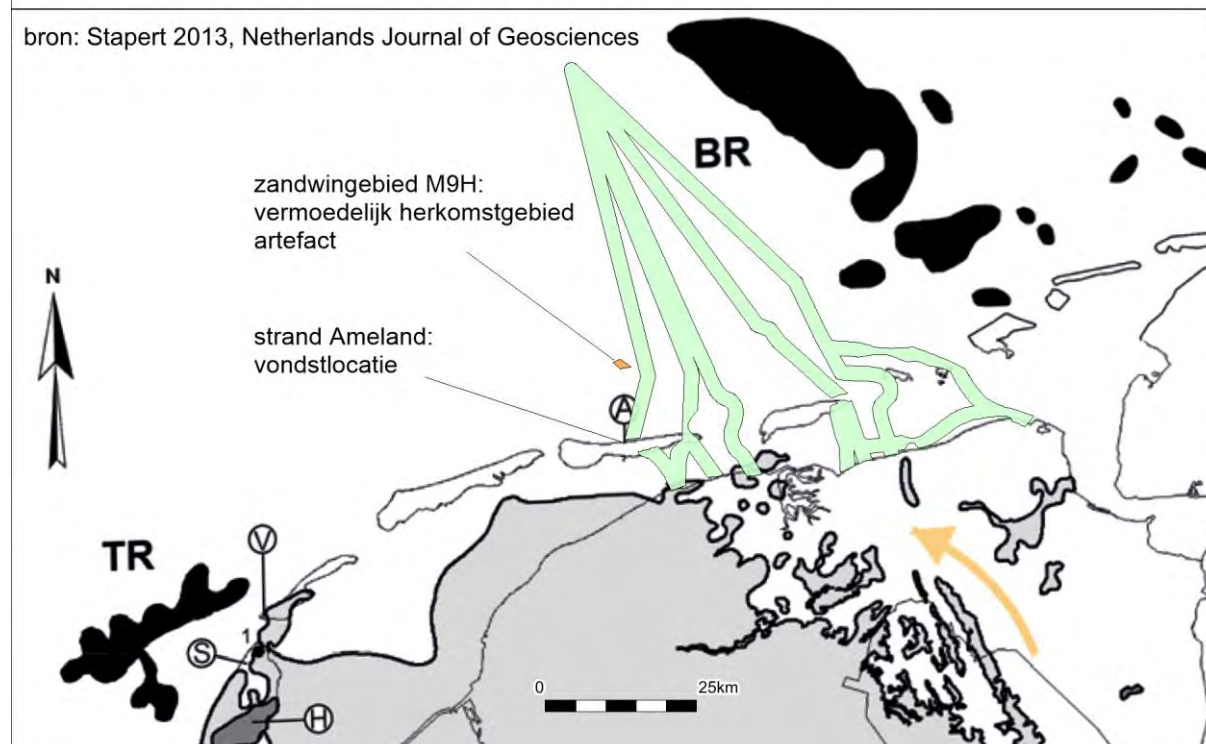 bron: Stapert 2013, Netherlands Journal of Geosciences
BR
zandwingebied M9H:
vermoedelijk herkomstgebied
artefact
N
strand Ameland:
vondstlocatie
A
TR
V
1
S
H
0
25km